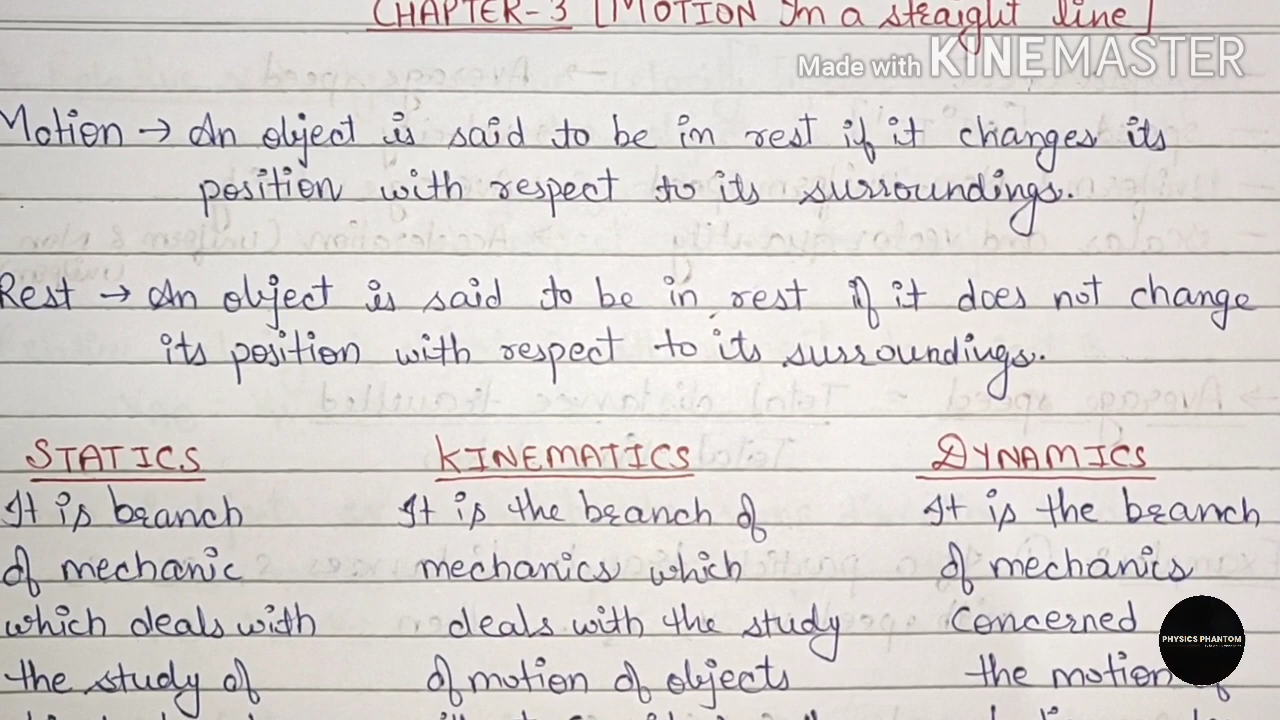 CHAPTER-3 [MOTION In a straight line]
Made with KINEMASTER
Motion → An object is said to be in rest if it changes its
position with respect to its surroundings.
Rest → An object is said to be in rest if it does not change
its position with respect to its surroundings.
STATICS
It is branch
of mechanic
which deals with
the study of
KINEMATICS
It is the branch of
mechanics which
deals with the study
of motion of objects
DYNAMICS
It is the branch
of mechanics
Concerned
the motion of
PHYSICS PHANTOM